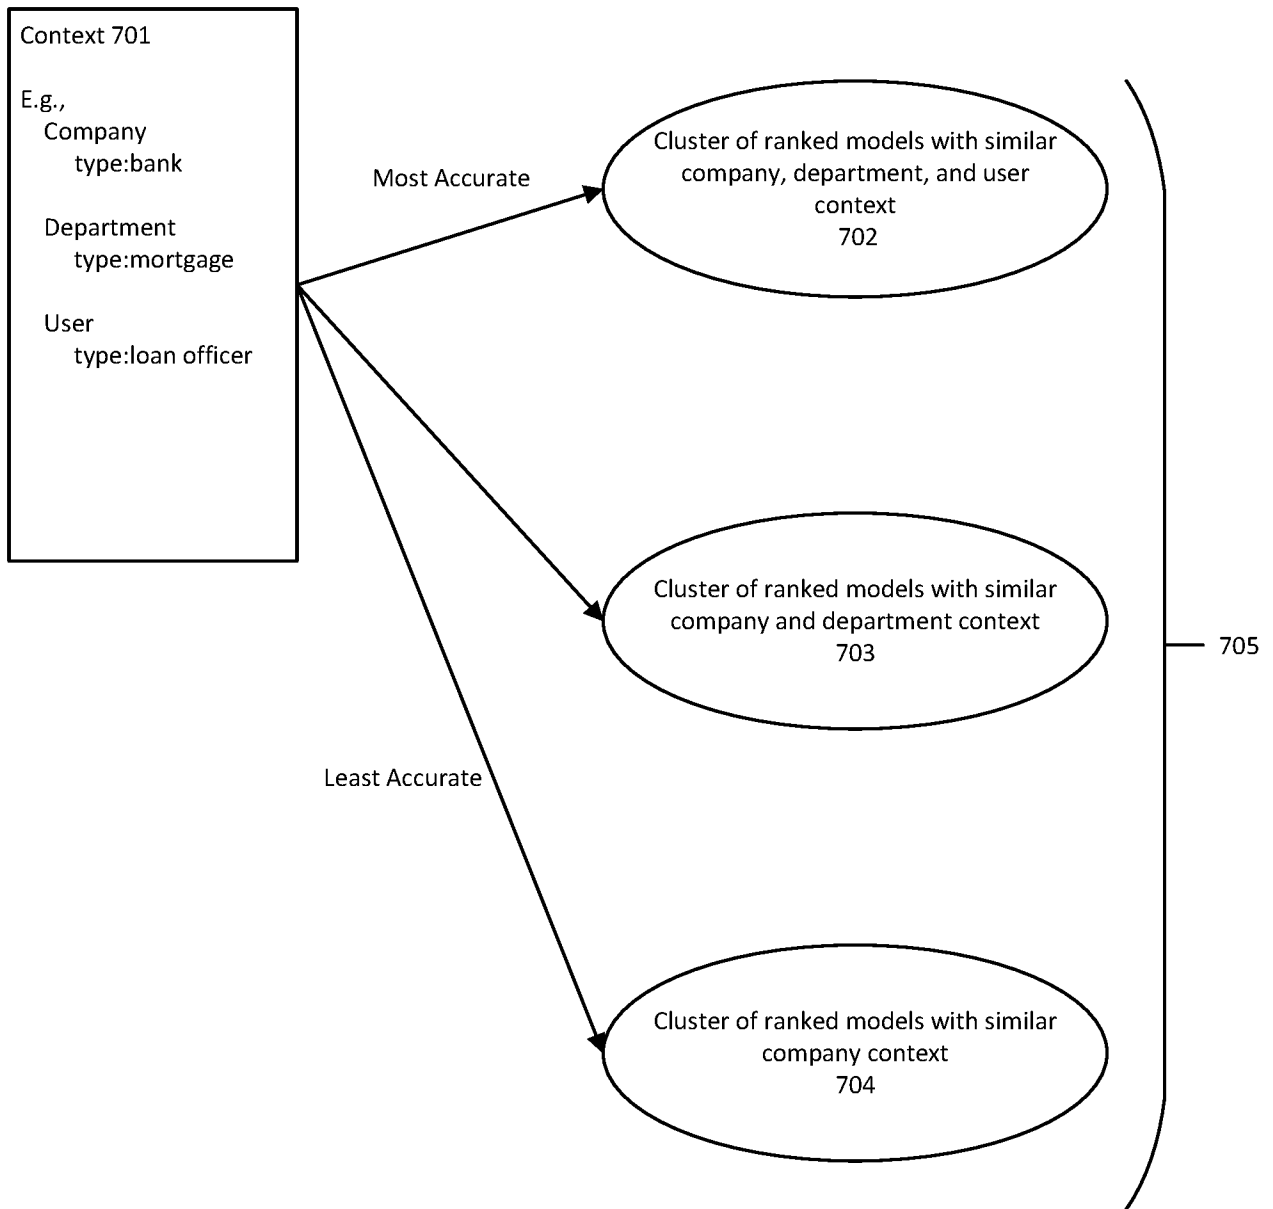 Context 701
E.g.,
Company
type:bank
Department
type:mortgage
User
type:loan officer
Most Accurate
Cluster of ranked models with similar
company, department, and user
context
702
Cluster of ranked models with similar
company and department context
703
705
Least Accurate
Cluster of ranked models with similar
company context
704